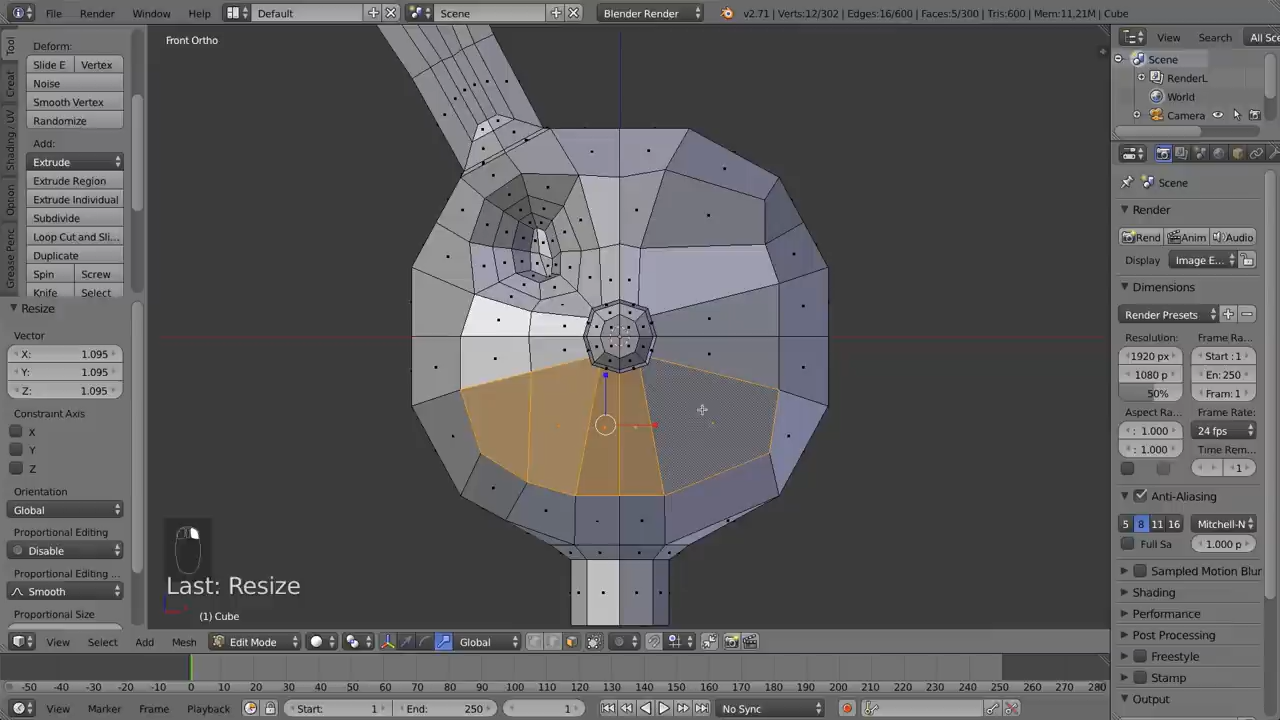 File Render Window Help Default Scene Blender Render v2.71 | Verts:12/302 | Edges:16/600 | Faces:5/300 | Tris:600 | Mem:11,21M | Cube
Front Ortho
Tool
Creat
Shading / UV
Option
Grease Penc
Deform:
Slide E Vertex
Noise
Smooth Vertex
Randomize
Add:
Extrude
Extrude Region
Extrude Individual
Subdivide
Loop Cut and Sli...
Duplicate
Spin Screw
Knife Select
Resize
Vector
X: 1.095
Y: 1.095
Z: 1.095
Constraint Axis
X
Y
Z
Orientation
Global
Proportional Editing
Disable
Proportional Editing ...
Smooth
Proportional Size
Last: Resize
(1) Cube
View Search All Sce
Scene
RenderL
World
Camera
Scene
Render
Rend Anim Audio
Display Image E...
Dimensions
Render Presets
Resolution: Frame Ra...
1920 px Start : 1
1080 p En: 250
50% Fram: 1
Aspect Ra... Frame Rate:
: 1.000 24 fps
: 1.000 Time Rem...
1
Anti-Aliasing
5 8 11 16 Mitchell-N
Full Sa 1.000 p
Sampled Motion Blur
Shading
Performance
Post Processing
Freestyle
Stamp
Output
View Select Add Mesh Edit Mode Global
-50 -40 -30 -20 -10 0 10 20 30 40 50 60 70 80 90 100 110 120 130 140 150 160 170 180 190 200 210 220 230 240 250 260 270 280
View Marker Frame Playback Start: 1 End: 250 1 No Sync